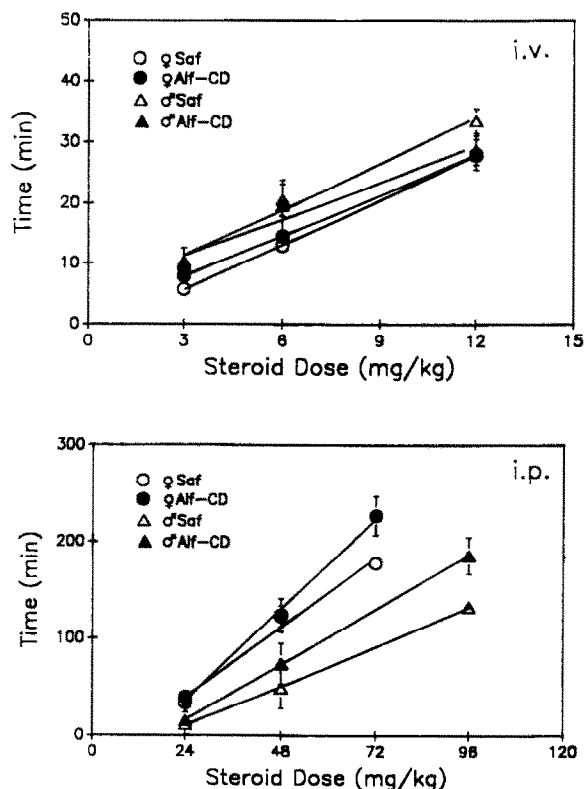 50
40
30
20
10
0
Time (min)
♀ Saf
♀ Alf-CD
♂ Saf
♂ Alf-CD
i.v.
0 3 6 9 12 15
Steroid Dose (mg/kg)
300
200
100
0
Time (min)
♀ Saf
♀ Alf-CD
♂ Saf
♂ Alf-CD
i.p.
0 24 48 72 96 120
Steroid Dose (mg/kg)